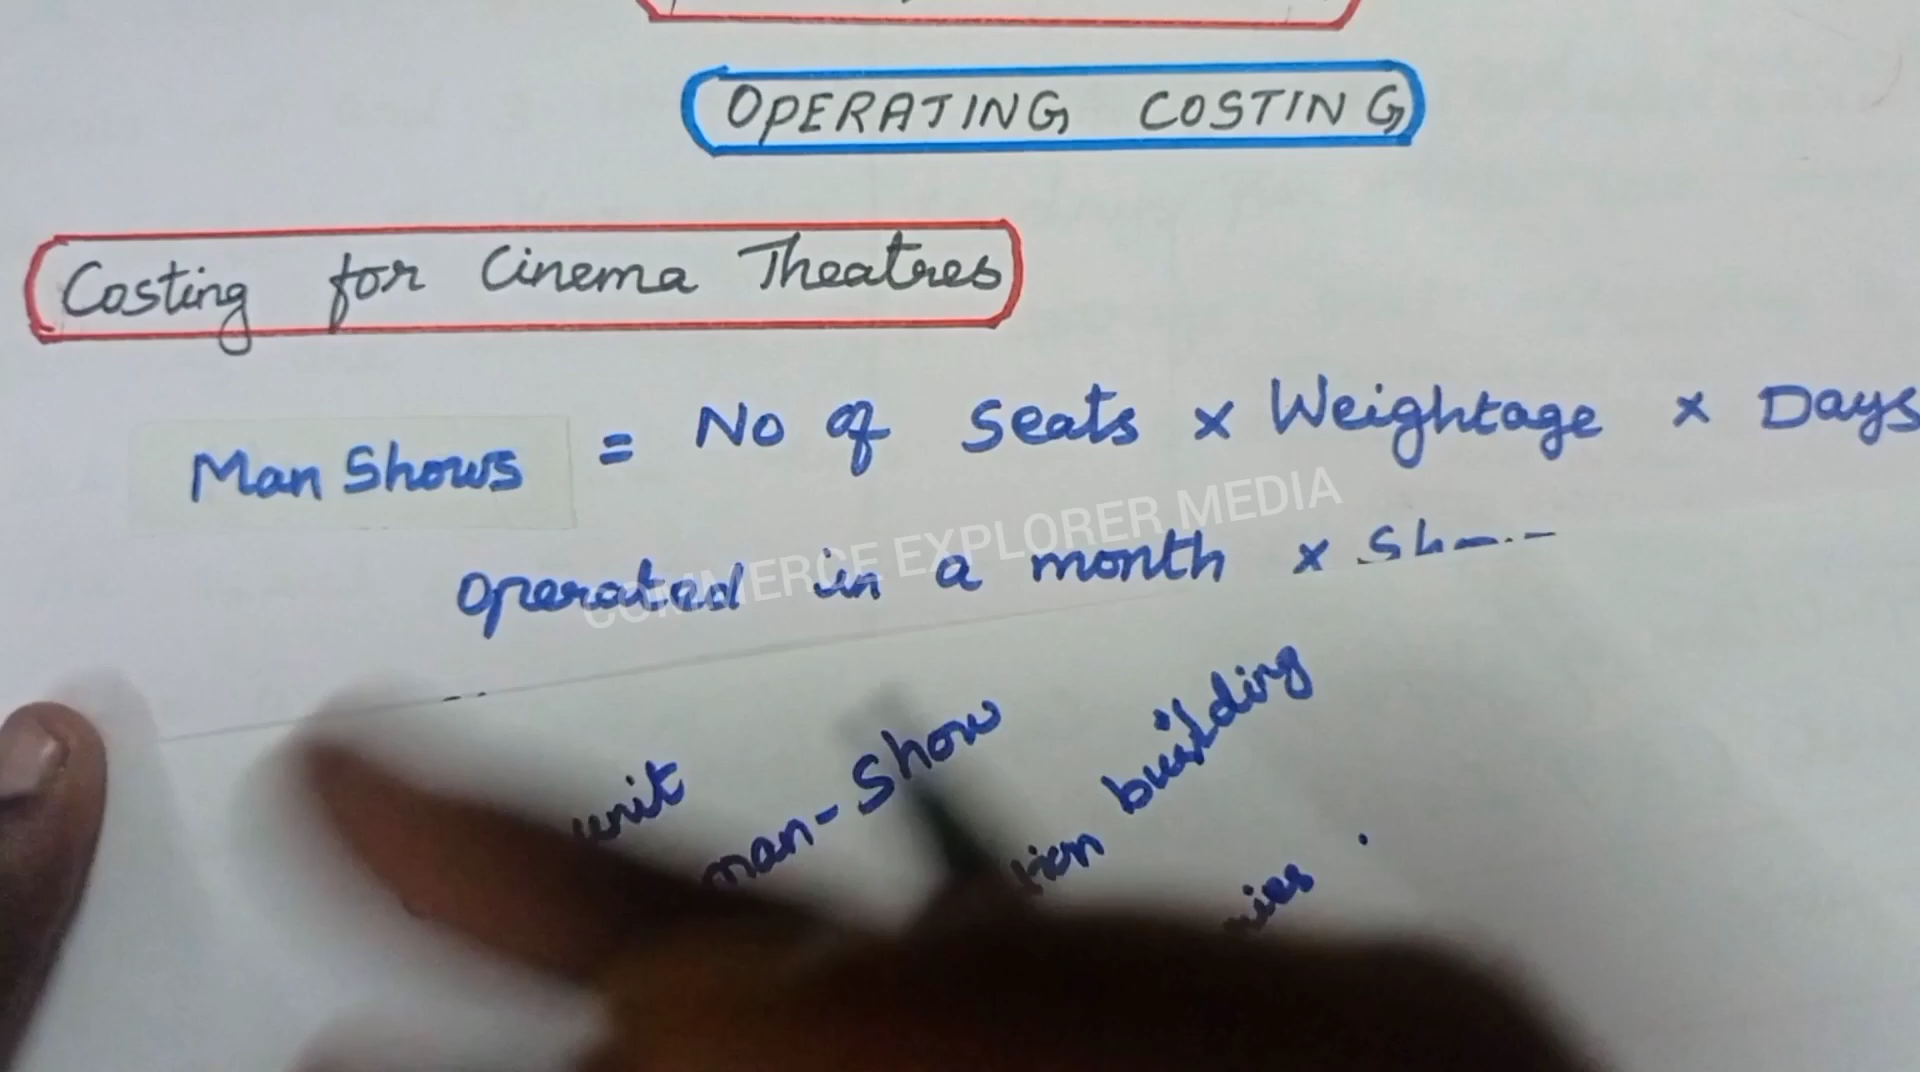 OPERATING COSTING
Costing for Cinema Theatres
Man Shows = No of Seats x Weightage x Days
operated in a month x
COMMERCE EXPLORER MEDIA
unit
man-Show
building